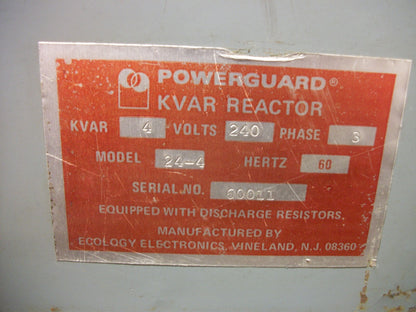 POWERGUARD®
KVAR REACTOR
KVAR 4 VOLTS 240 PHASE 3
MODEL 24-4 HERTZ 60
SERIAL.NO. 60011
EQUIPPED WITH DISCHARGE RESISTORS.
MANUFACTURED BY
ECOLOGY ELECTRONICS, VINELAND, N.J. 08360